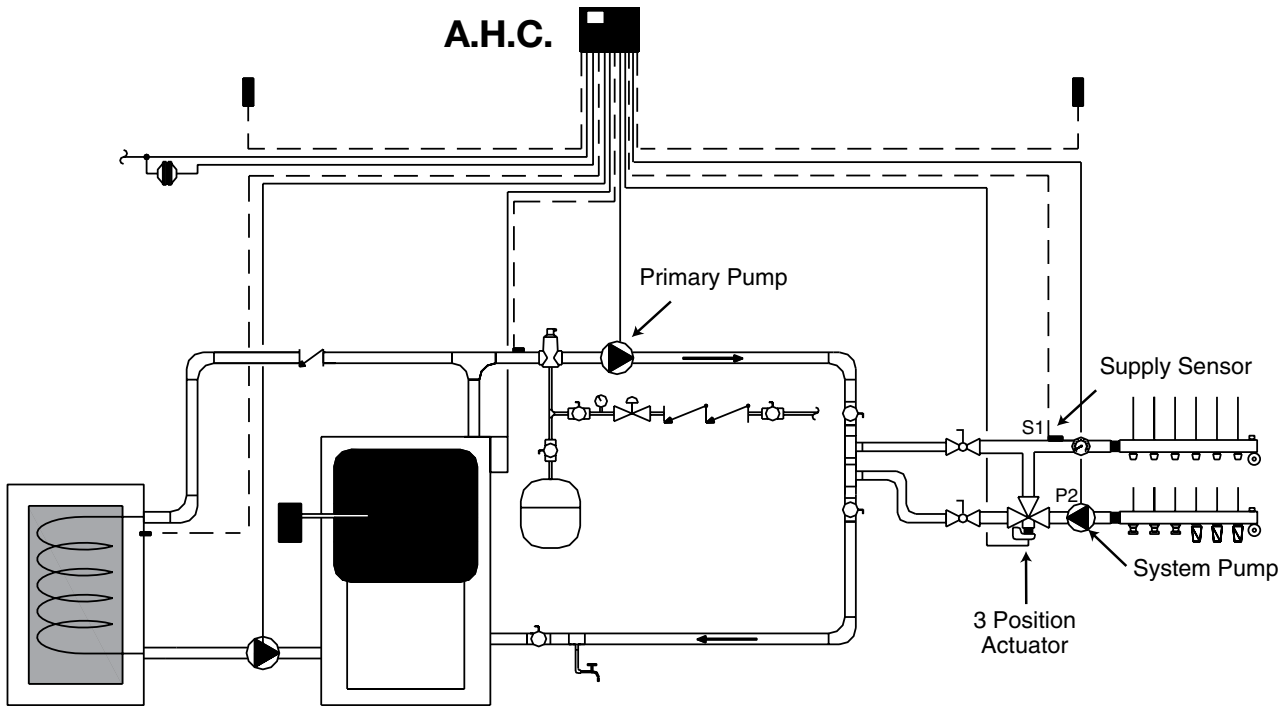 A.H.C.
Primary Pump
Supply Sensor
S1
P2
System Pump
3 Position
Actuator